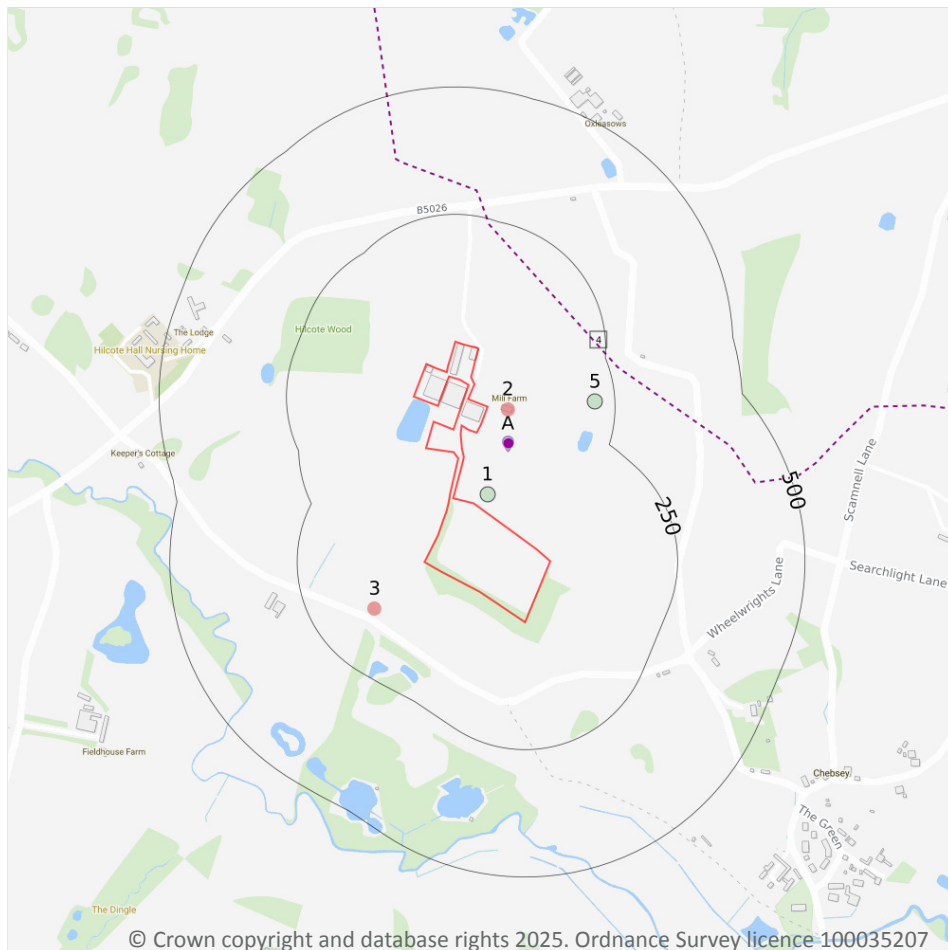 Oxleasows
B5026
The Lodge
Hilcote Wood
Hilcote Hall Nursing Home
4
5
Mill Farm
2
A
Keeper's Cottage
1
500
250
Scamnell Lane
Searchlight Lane
Wheelwrights Lane
3
Fieldhouse Farm
Chebsey
The Green
The Dingle
© Crown copyright and database rights 2025. Ordnance Survey licence 100035207